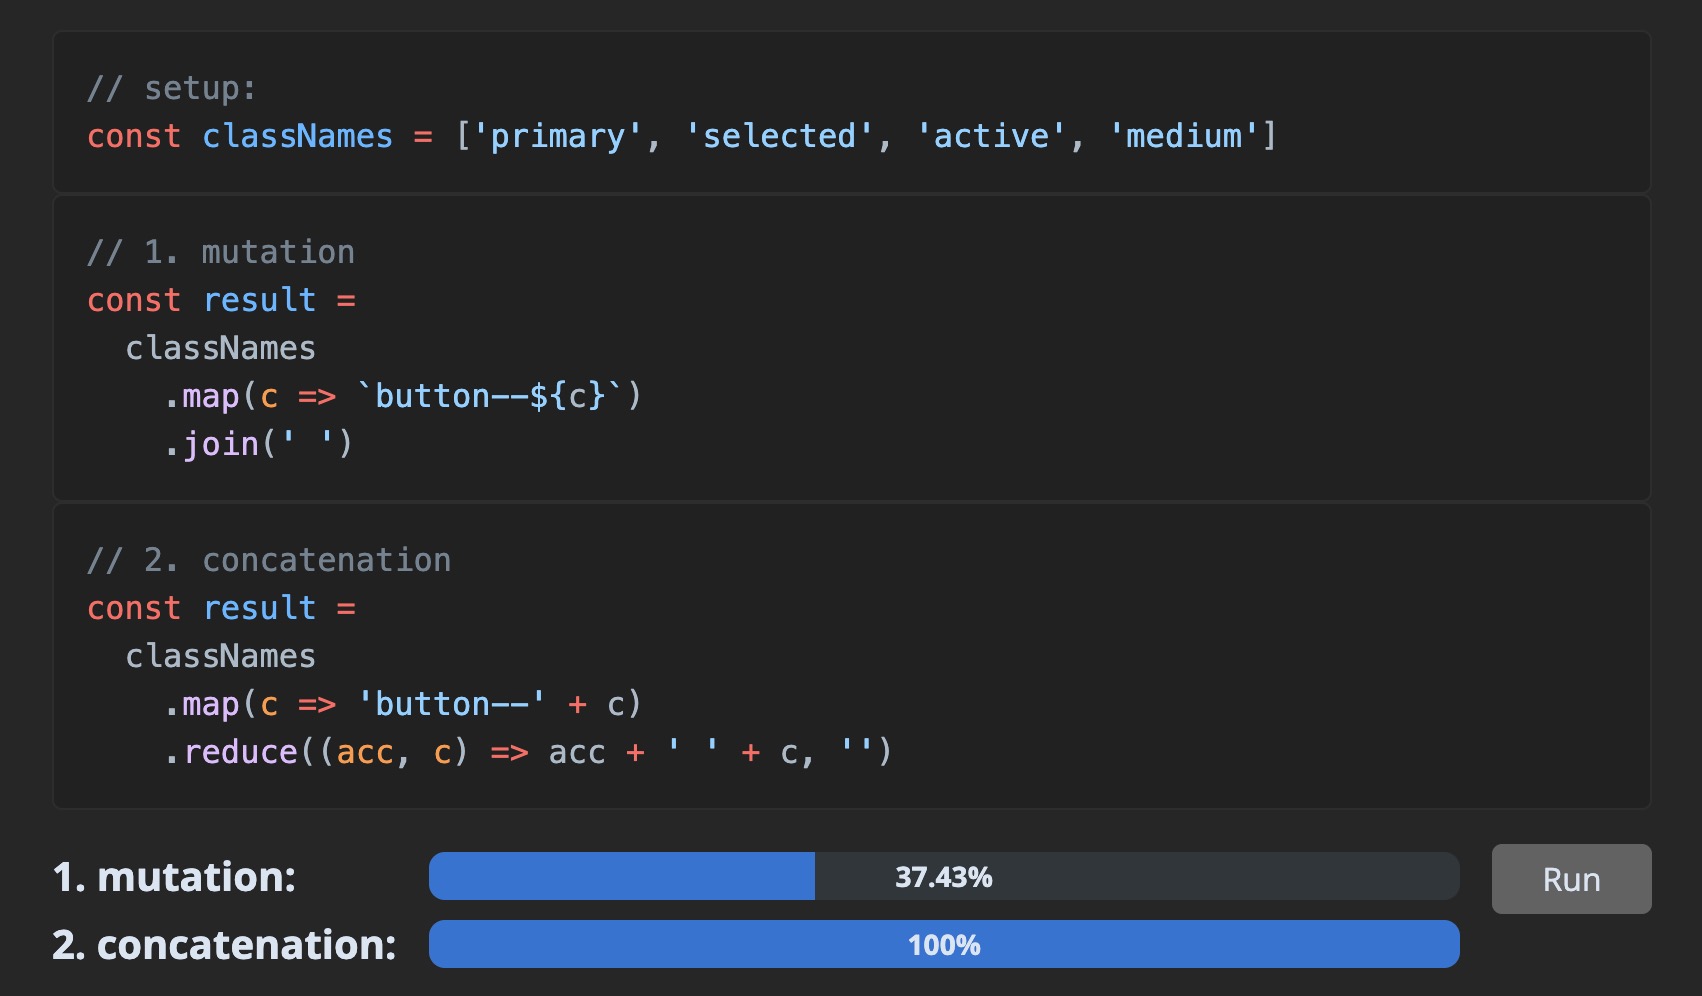 // setup:
const classNames = ['primary', 'selected', 'active', 'medium']
// 1. mutation
const result =
  classNames
    .map(c => `button--${c}`)
    .join(' ')
// 2. concatenation
const result =
  classNames
    .map(c => 'button--' + c)
    .reduce((acc, c) => acc + ' ' + c, '')
1. mutation: 37.43% Run
2. concatenation: 100%